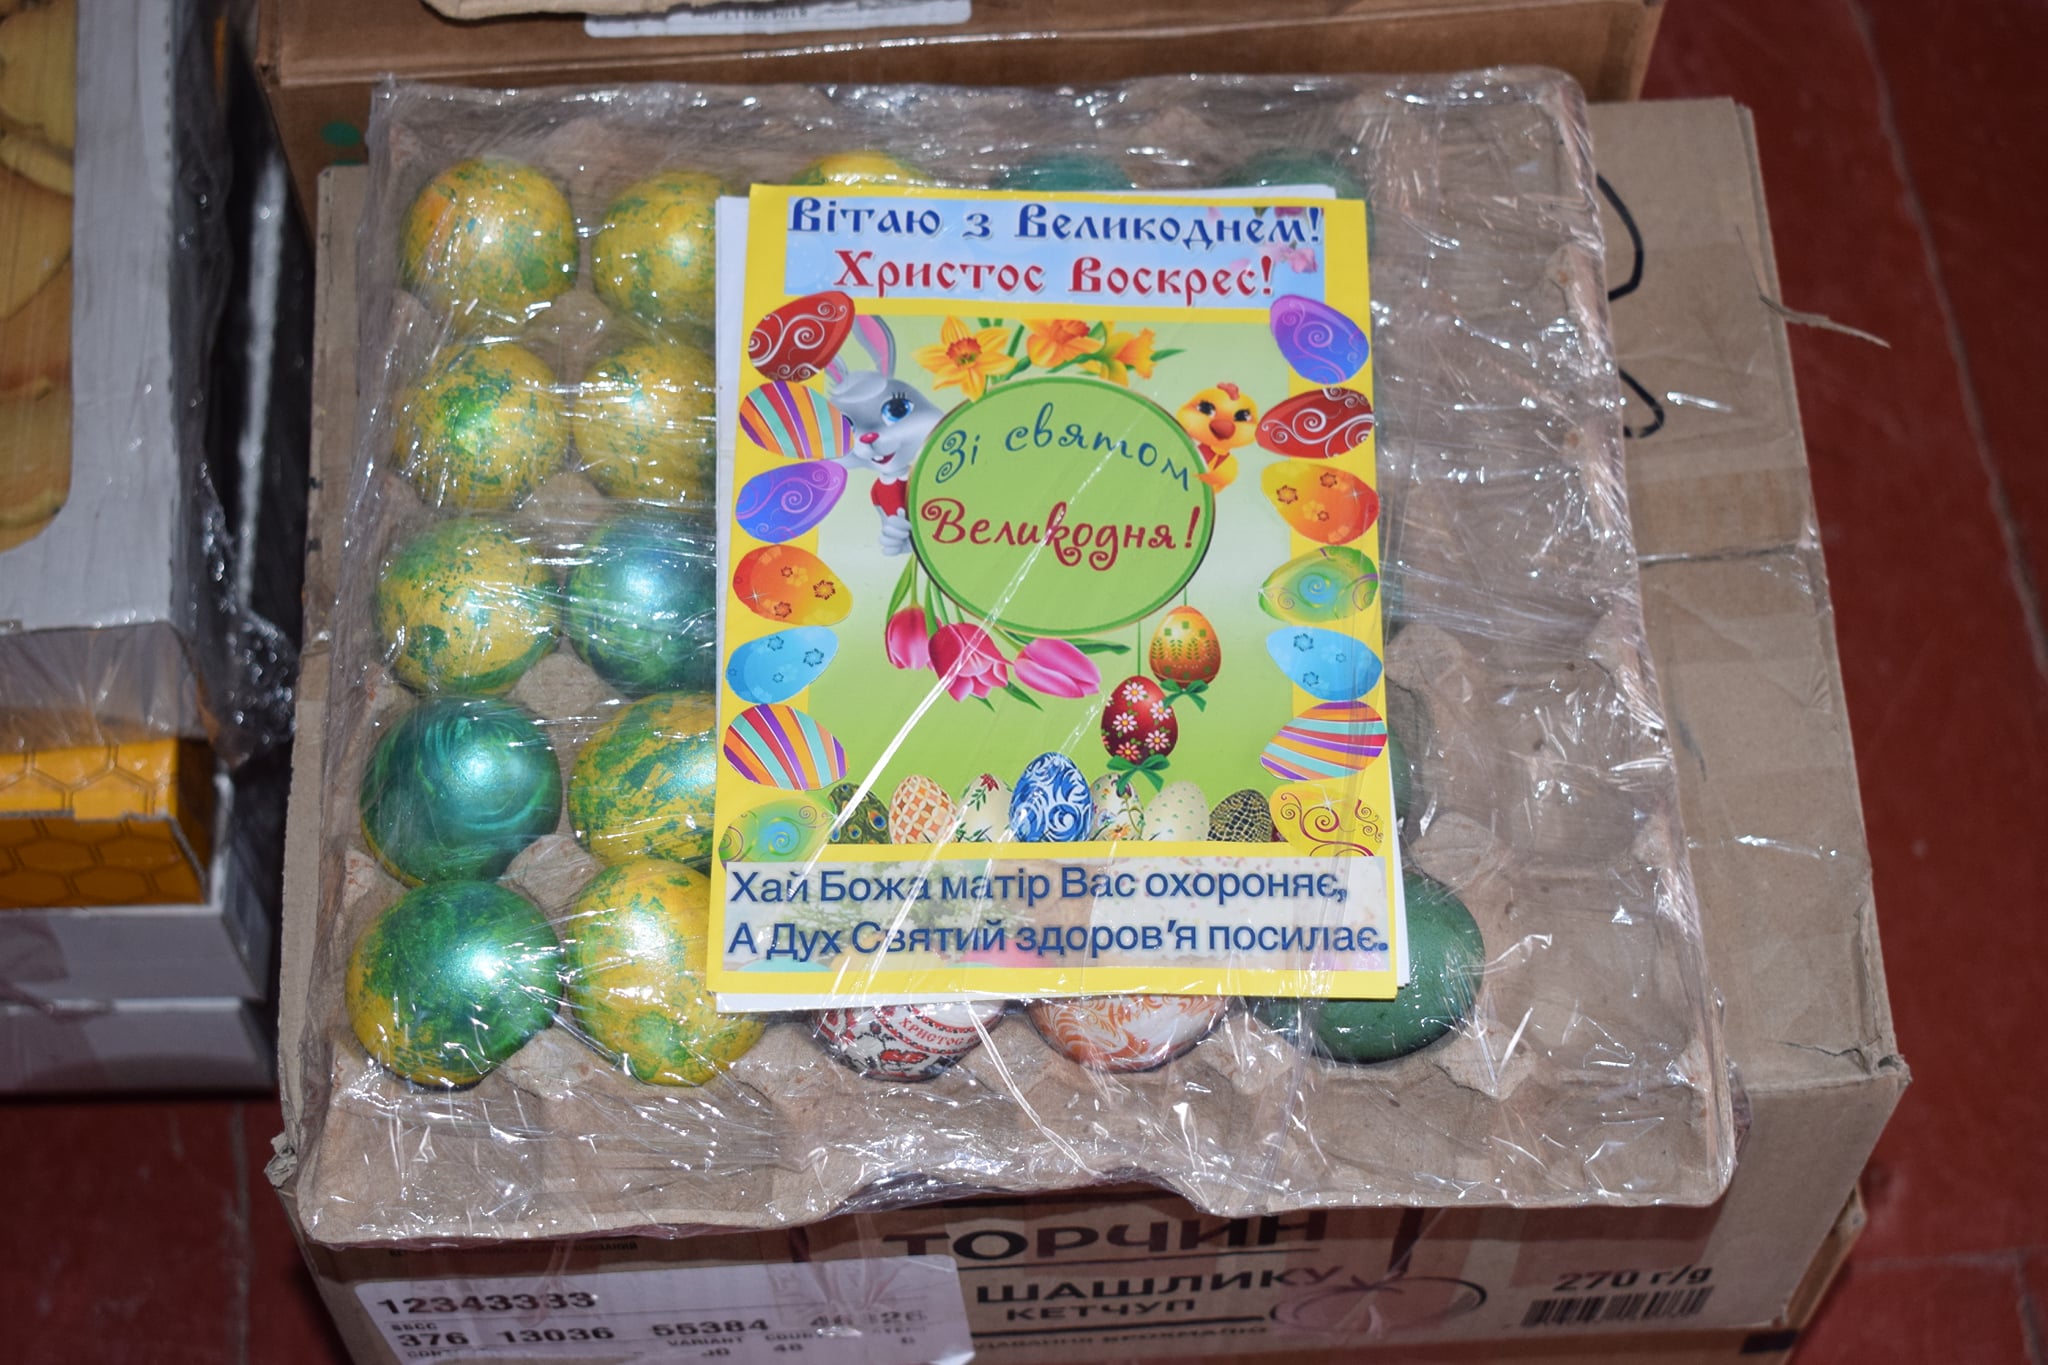 Вітаю з Великоднем!
Христос Воскрес!
Зі святом
Великодня!
Хай Божа матір Вас охороняє,
А Дух Святий здоров'я посилає.
ХРИСТОС
ТОРЧИН
ШАШЛИКУ
КЕТЧУП
270 г/g
12343333
376 13036 55384
VARIANT